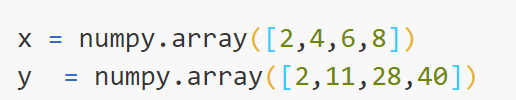 x = numpy.array([2,4,6,8])
y  = numpy.array([2,11,28,40])